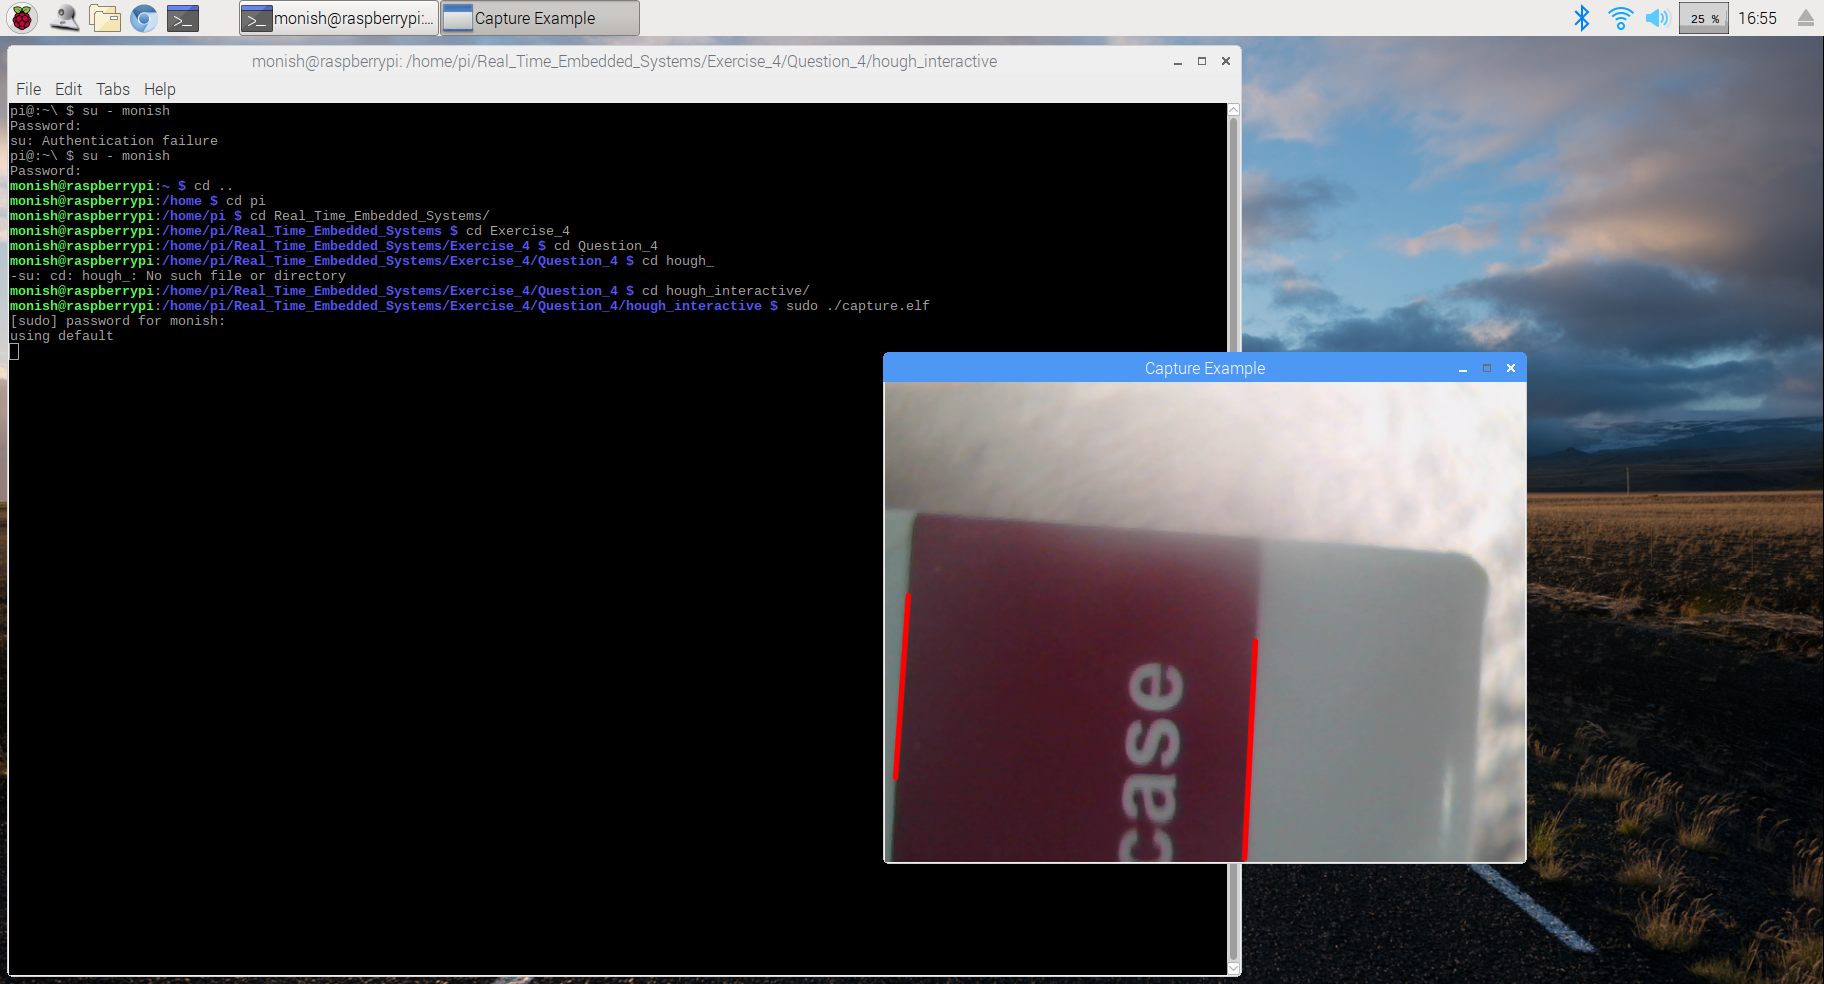 monish@raspberrypi:...
Capture Example
25 %
16:55
monish@raspberrypi: /home/pi/Real_Time_Embedded_Systems/Exercise_4/Question_4/hough_interactive
File Edit Tabs Help
pi@:~\ $ su - monish
Password:
su: Authentication failure
pi@:~\ $ su - monish
Password:
monish@raspberrypi:~ $ cd ..
monish@raspberrypi:/home $ cd pi
monish@raspberrypi:/home/pi $ cd Real_Time_Embedded_Systems/
monish@raspberrypi:/home/pi/Real_Time_Embedded_Systems $ cd Exercise_4
monish@raspberrypi:/home/pi/Real_Time_Embedded_Systems/Exercise_4 $ cd Question_4
monish@raspberrypi:/home/pi/Real_Time_Embedded_Systems/Exercise_4/Question_4 $ cd hough_
-su: cd: hough_: No such file or directory
monish@raspberrypi:/home/pi/Real_Time_Embedded_Systems/Exercise_4/Question_4 $ cd hough_interactive/
monish@raspberrypi:/home/pi/Real_Time_Embedded_Systems/Exercise_4/Question_4/hough_interactive $ sudo ./capture.elf
[sudo] password for monish:
using default
Capture Example
case